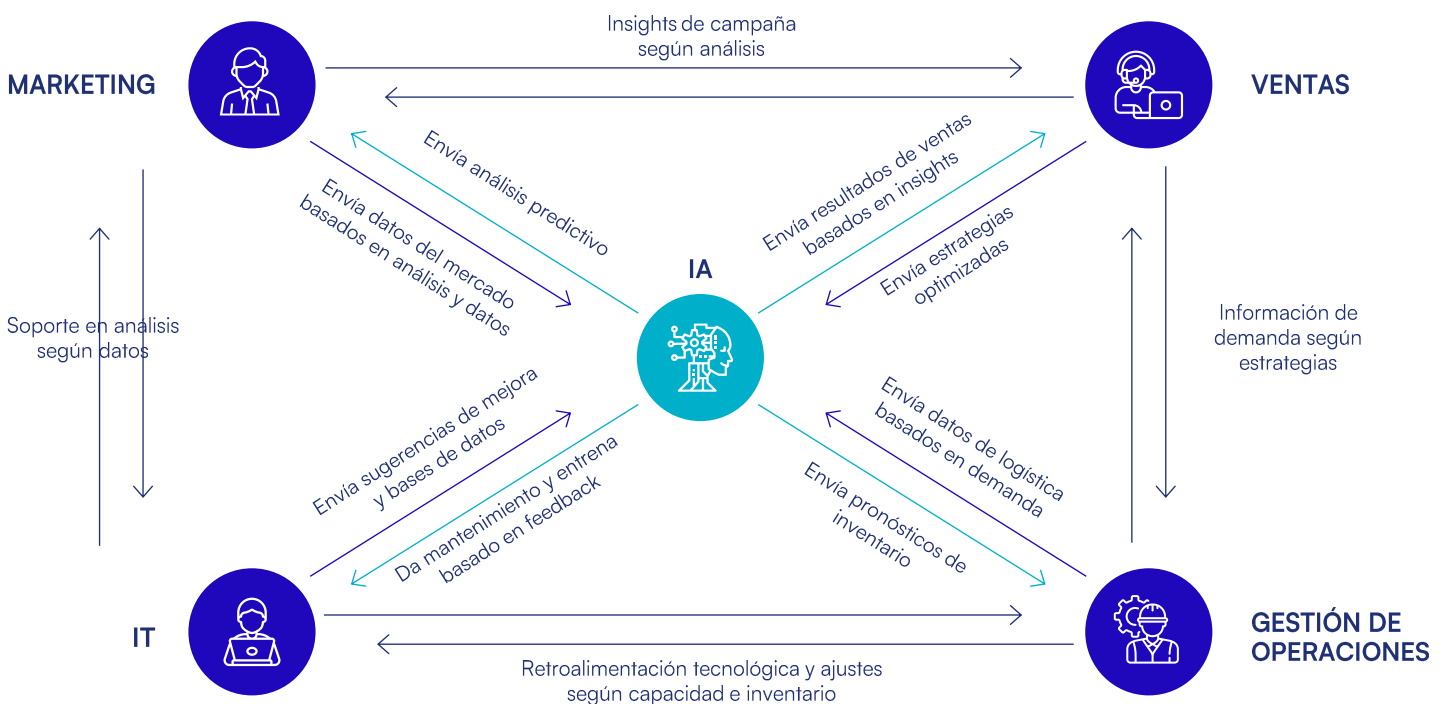 Insights de campaña
según análisis
MARKETING
VENTAS
Envía análisis predictivo
Envía datos del mercado
basados en análisis y datos
Envía resultados de ventas
basados en insights
Envía estrategias
optimizadas
IA
Soporte en análisis
según datos
Información de
demanda según
estrategias
Envía sugerencias de mejora
y bases de datos
Da mantenimiento y entrena
basado en feedback
Envía datos de logística
basados en demanda
Envía pronósticos de
inventario
IT
GESTIÓN DE
OPERACIONES
Retroalimentación tecnológica y ajustes
según capacidad e inventario